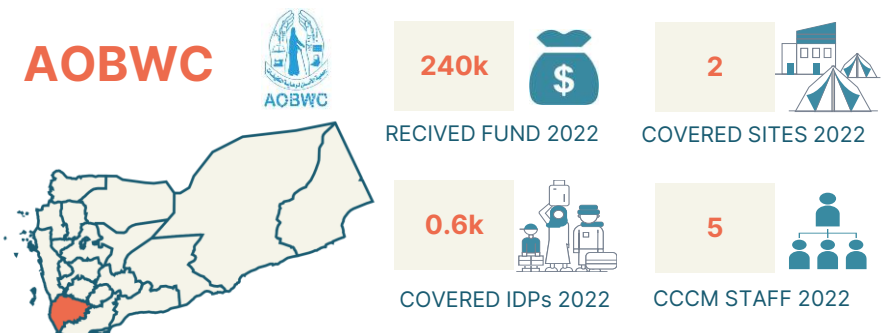 AOBWC
AOBWC
240k
$
RECIVED FUND 2022
2
COVERED SITES 2022
0.6k
COVERED IDPs 2022
5
CCCM STAFF 2022